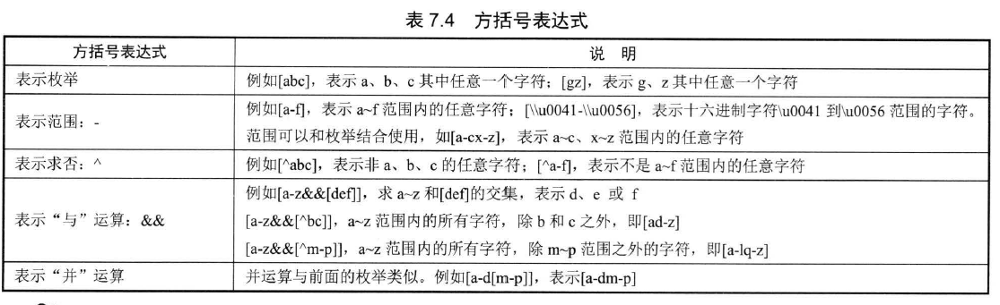 表 7.4 方括号表达式
方括号表达式 说 明
表示枚举 例如[abc]，表示 a、b、c 其中任意一个字符；[gz]，表示 g、z 其中任意一个字符
表示范围：- 例如[a-f]，表示 a~f 范围内的任意字符；[\\u0041-\\u0056]，表示十六进制字符\u0041 到\u0056 范围的字符。
范围可以和枚举结合使用，如[a-cx-z]，表示 a~c、x~z 范围内的任意字符
表示求否：^ 例如[^abc]，表示非 a、b、c 的任意字符；[^a-f]，表示不是 a~f 范围内的任意字符
例如[a-z&&[def]]，求 a~z 和[def]的交集，表示 d、e 或 f
表示“与”运算：&& [a-z&&[^bc]]，a~z 范围内的所有字符，除 b 和 c 之外，即[ad-z]
[a-z&&[^m-p]]，a~z 范围内的所有字符，除 m~p 范围之外的字符，即[a-lq-z]
表示“并”运算 并运算与前面的枚举类似。例如[a-d[m-p]]，表示[a-dm-p]